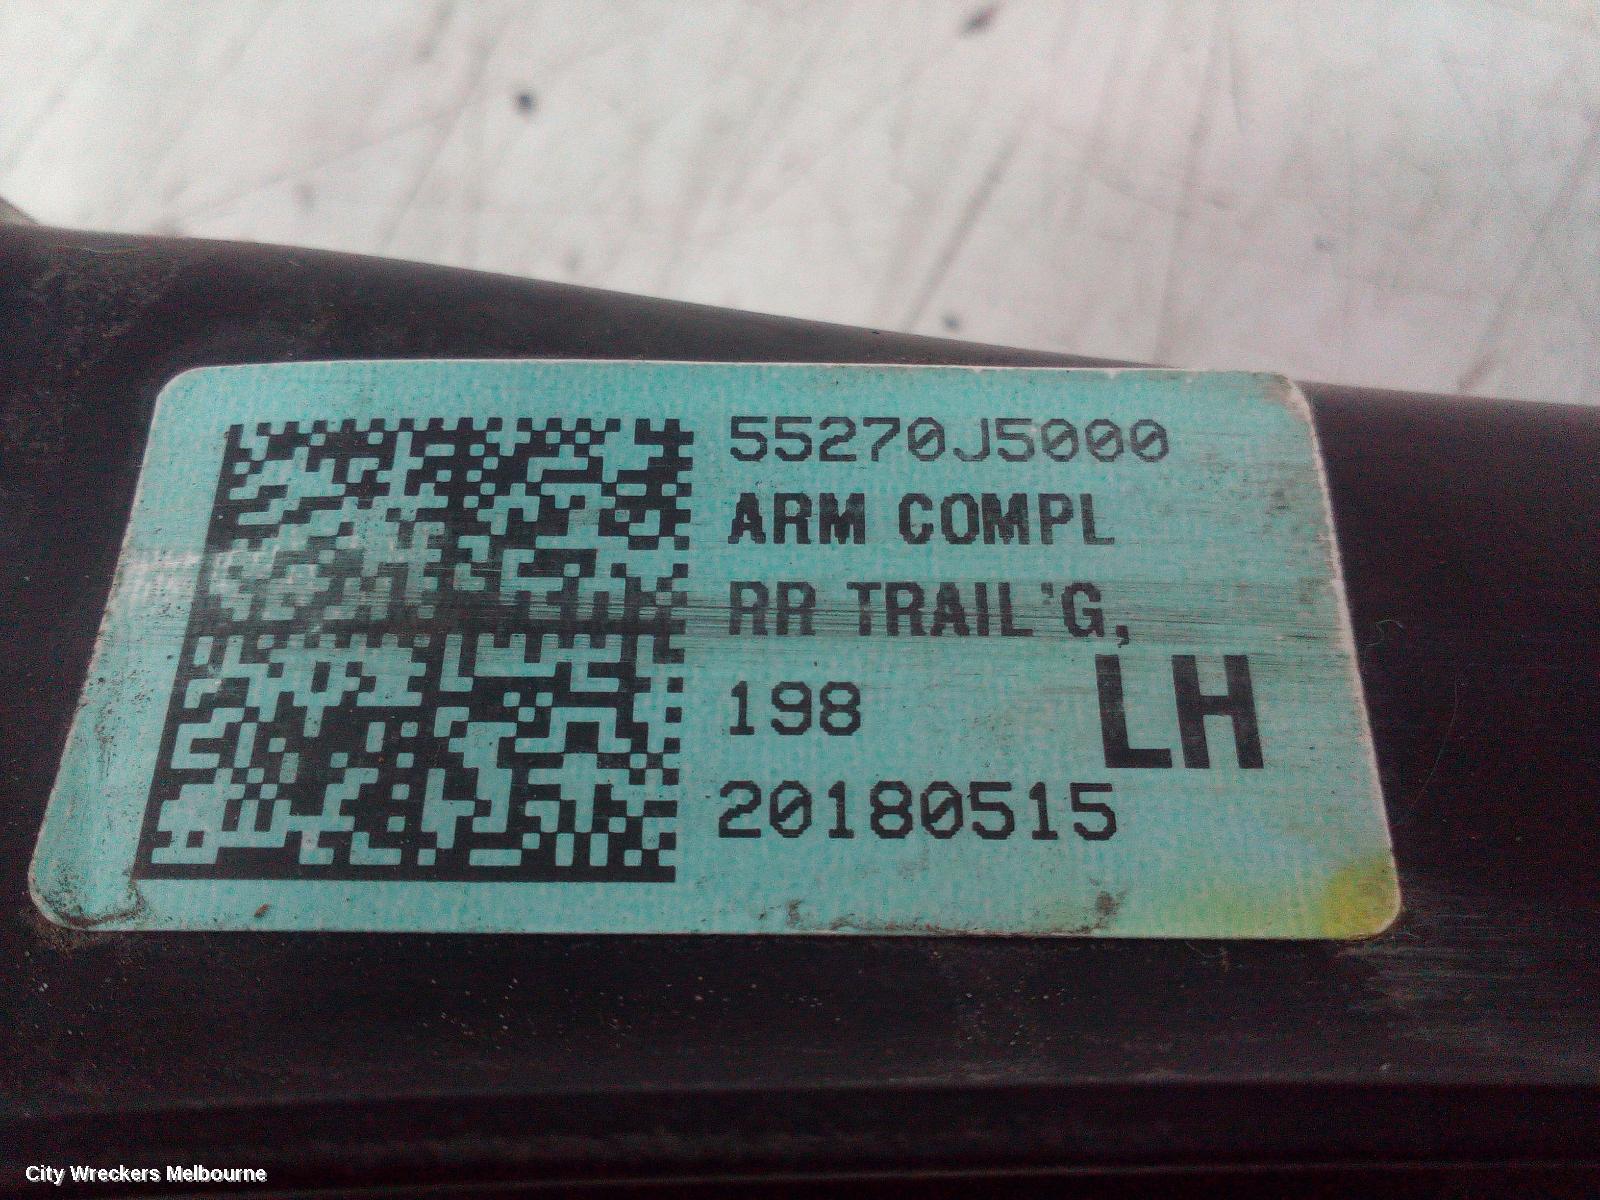 55270J5000
ARM COMPL
RR TRAIL'G,
198 LH
20180515
City Wreckers Melbourne